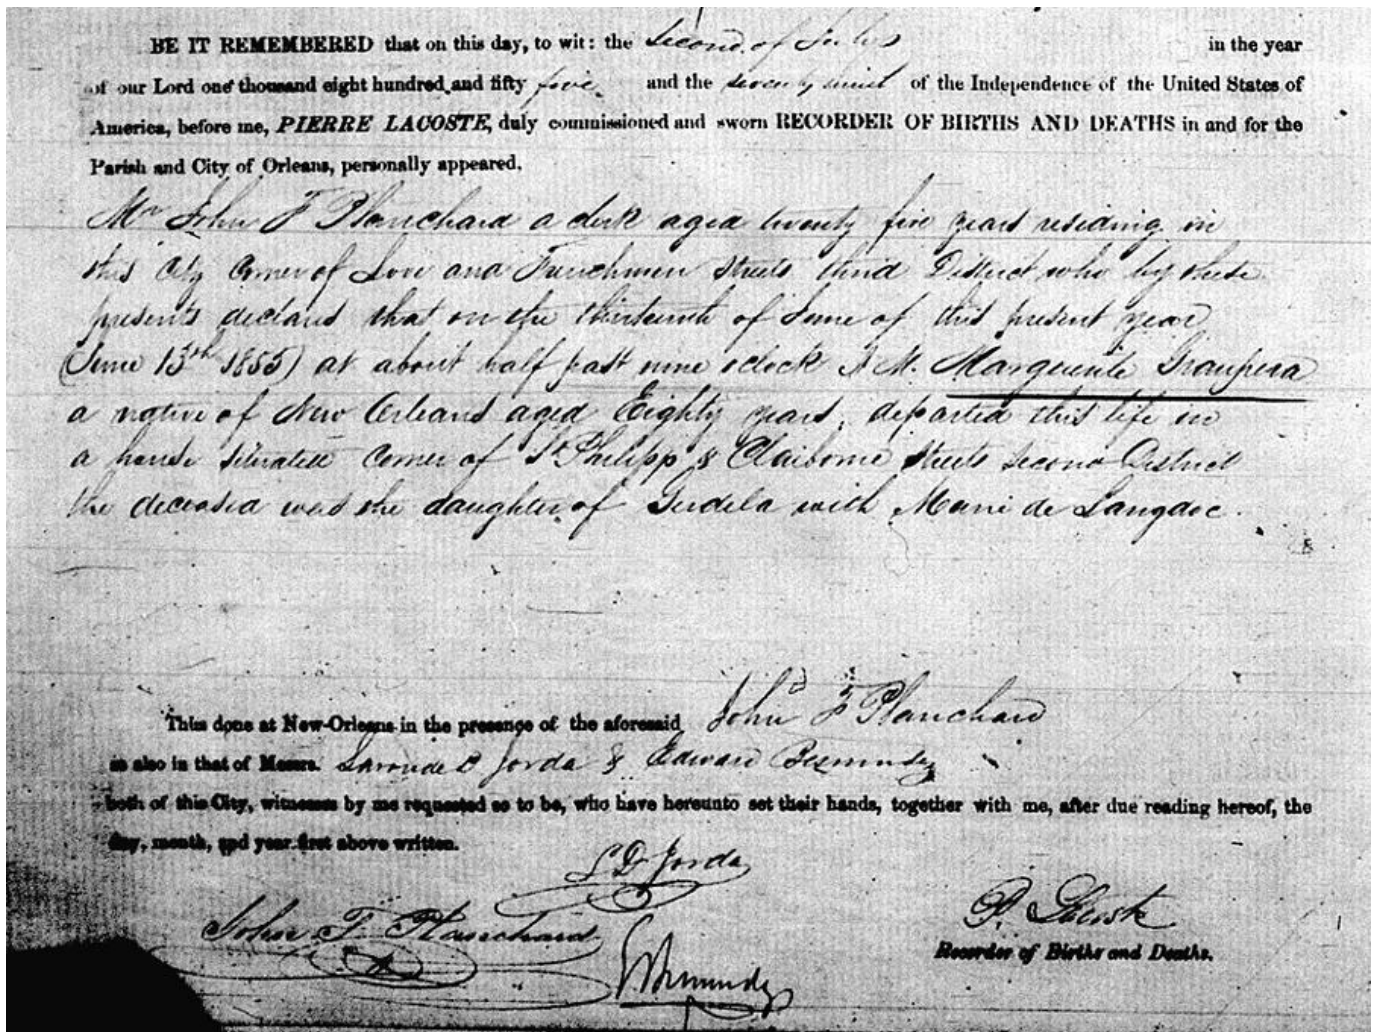 BE IT REMEMBERED that on this day, to wit: the Second of July in the year
of our Lord one thousand eight hundred and fifty five and the seventy ninth of the Independence of the United States of
America, before me, PIERRE LACOSTE, duly commissioned and sworn RECORDER OF BIRTHS AND DEATHS in and for the
Parish and City of Orleans, personally appeared.
Mr John F Planchard a clerk aged twenty five years residing in
this City Corner of Love and Frenchmen Streets third District who by these
presents declares that on the thirteenth of June of this present year
(June 13th 1855) at about half past nine oclock A M. Marguerite Graupera
a native of New Orleans aged Eighty years, departed this life in
a house situated Corner of St Philipp & Claiborne Streets second District
the deceased was the daughter of with Marie de Langdoc.
This done at New-Orleans in the presence of the aforesaid John F Planchard
as also in that of Messrs. Jorda & Edward Bermudez
both of this City, witnesses by me requested so to be, who have hereunto set their hands, together with me, after due reading hereof, the
day, month, and year first above written.
L D Jorda
John F. Planchard
P. Lacoste
Recorder of Births and Deaths.
E Bermudez